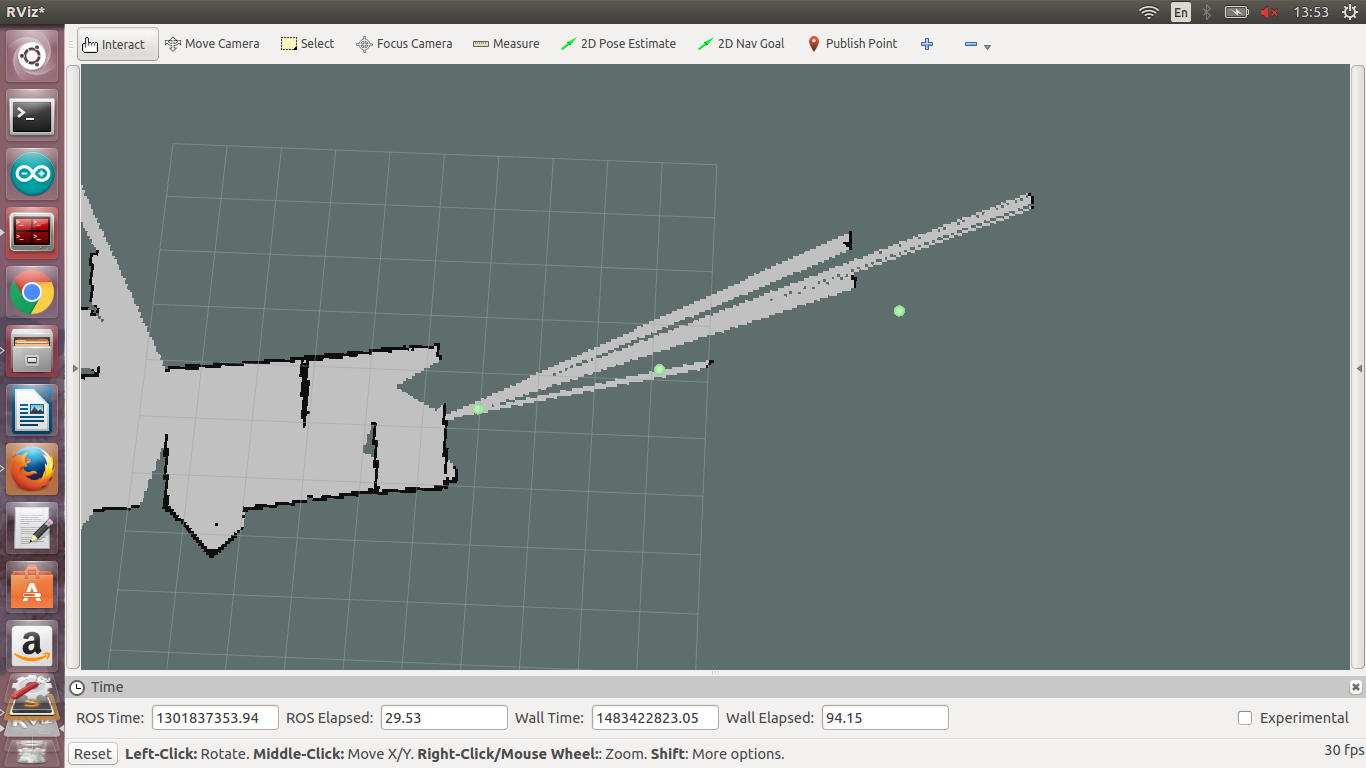 RViz*
En
13:53
Interact Move Camera Select Focus Camera Measure 2D Pose Estimate 2D Nav Goal Publish Point
Time
ROS Time: 1301837353.94 ROS Elapsed: 29.53 Wall Time: 1483422823.05 Wall Elapsed: 94.15 Experimental
Reset Left-Click: Rotate. Middle-Click: Move X/Y. Right-Click/Mouse Wheel:: Zoom. Shift: More options. 30 fps